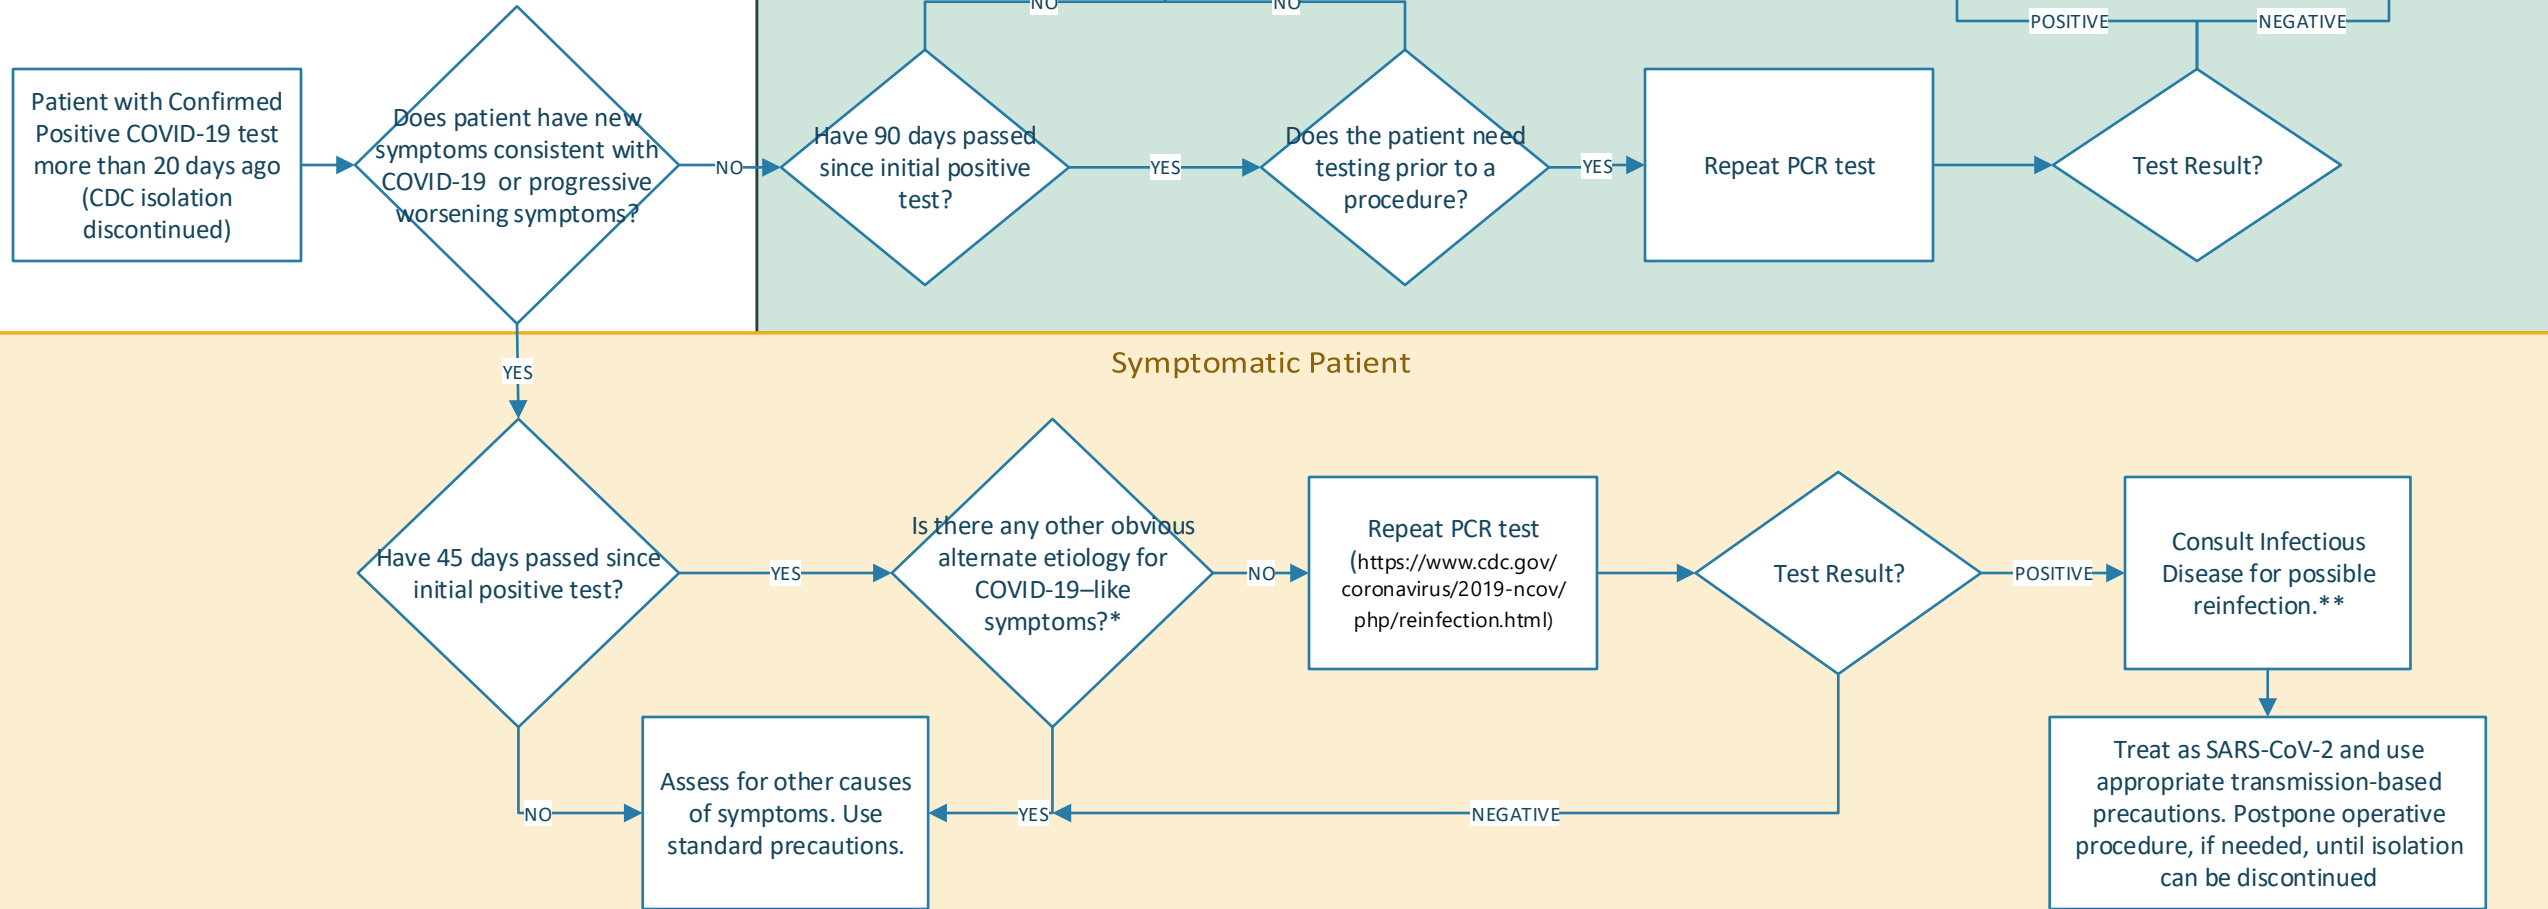 NO
NO
POSITIVE
NEGATIVE
Patient with Confirmed
Positive COVID-19 test
more than 20 days ago
(CDC isolation
discontinued)
Does patient have new
symptoms consistent with
COVID-19 or progressive
worsening symptoms?
NO
Have 90 days passed
since initial positive
test?
YES
Does the patient need
testing prior to a
procedure?
YES
Repeat PCR test
Test Result?
YES
Symptomatic Patient
Have 45 days passed since
initial positive test?
YES
Is there any other obvious
alternate etiology for
COVID-19–like
symptoms?*
NO
Repeat PCR test
(https://www.cdc.gov/
coronavirus/2019-ncov/
php/reinfection.html)
Test Result?
POSITIVE
Consult Infectious
Disease for possible
reinfection.**
NO
Assess for other causes
of symptoms. Use
standard precautions.
YES
NEGATIVE
Treat as SARS-CoV-2 and use
appropriate transmission-based
precautions. Postpone operative
procedure, if needed, until isolation
can be discontinued